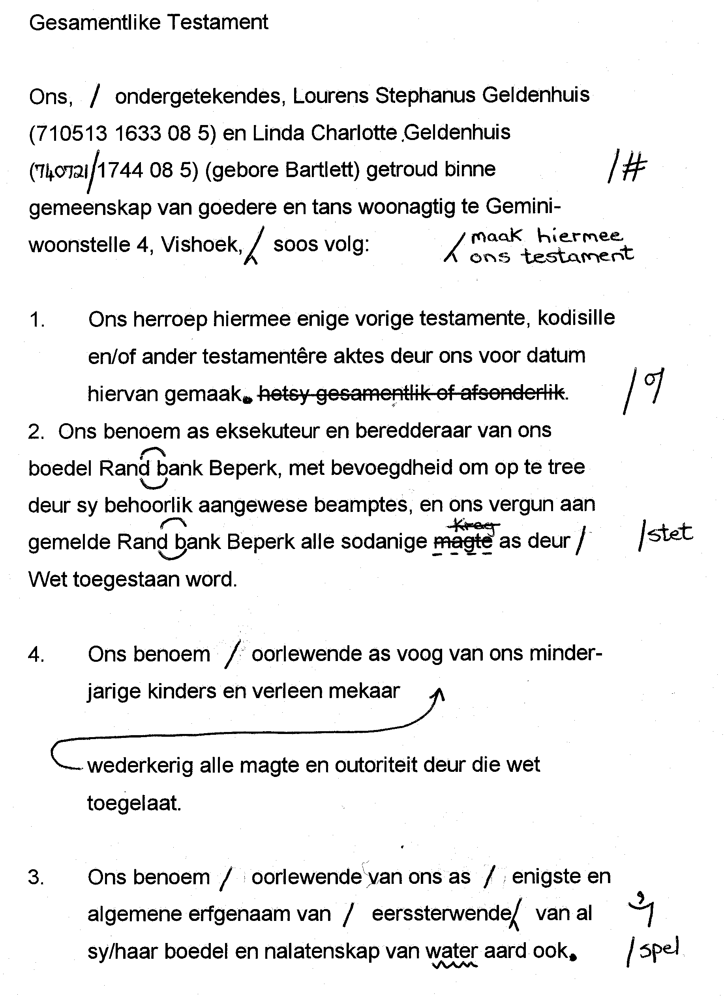 Gesamentlike Testament
Ons, / ondergetekendes, Lourens Stephanus Geldenhuis
(710513 1633 08 5) en Linda Charlotte Geldenhuis
(740721/1744 08 5) (gebore Bartlett) getroud binne /#
gemeenskap van goedere en tans woonagtig te Gemini-
woonstelle 4, Vishoek, / soos volg: / maak hiermee
ons testament
1. Ons herroep hiermee enige vorige testamente, kodisille
en/of ander testamentêre aktes deur ons voor datum
hiervan gemaak. hetsy gesamentlik of afsonderlik. /
2. Ons benoem as eksekuteur en beredderaar van ons
boedel Rand bank Beperk, met bevoegdheid om op te tree
deur sy behoorlik aangewese beamptes, en ons vergun aan
krag
gemelde Rand bank Beperk alle sodanige magte as deur / /stet
Wet toegestaan word.
4. Ons benoem / oorlewende as voog van ons minder-
jarige kinders en verleen mekaar
wederkerig alle magte en outoriteit deur die wet
toegelaat.
3. Ons benoem / oorlewende van ons as / enigste en
algemene erfgenaam van / eerssterwende/ van al
sy/haar boedel en nalatenskap van water aard ook. /spel